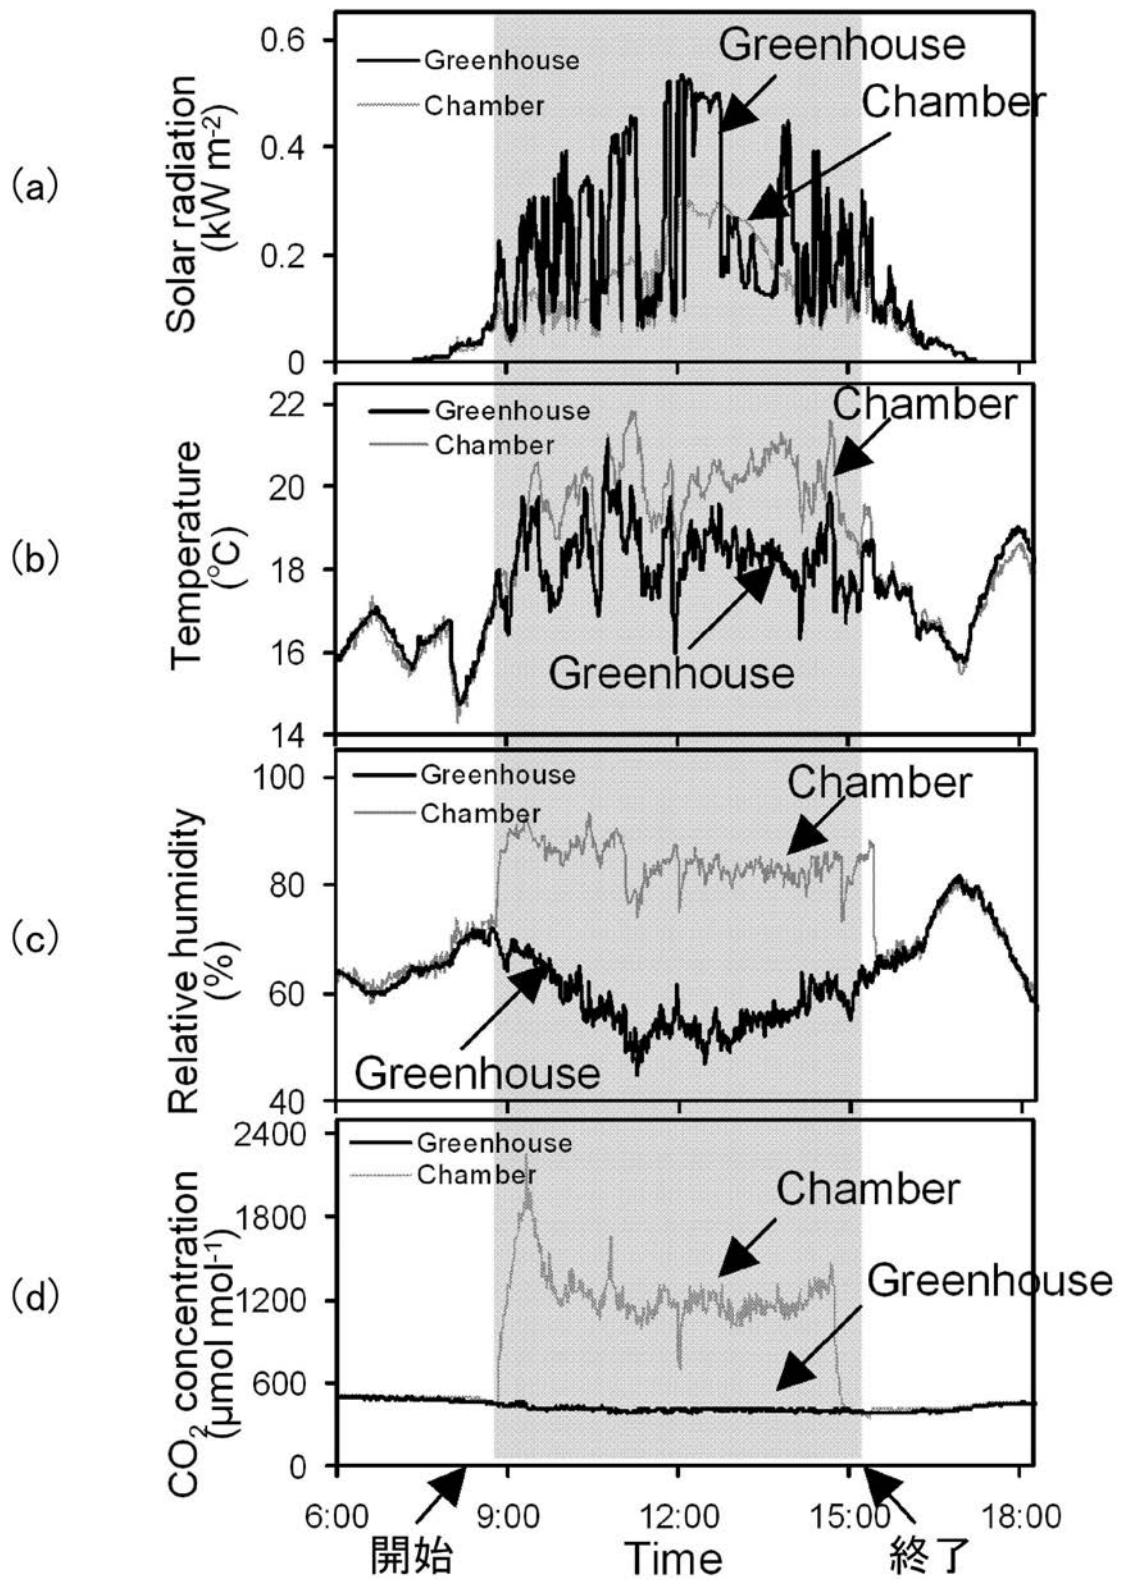 (a)
Solar radiation
(kW m-2)
0.6
0.4
0.2
0
Greenhouse
Chamber
Greenhouse
Chamber
(b)
Temperature
(°C)
22
20
18
16
14
Greenhouse
Chamber
Chamber
Greenhouse
(c)
Relative humidity
(%)
100
80
60
40
Greenhouse
Chamber
Chamber
Greenhouse
(d)
CO2 concentration
(μmol mol-1)
2400
1800
1200
600
0
Greenhouse
Chamber
Chamber
Greenhouse
6:00 9:00 12:00 15:00 18:00
開始 Time 終了